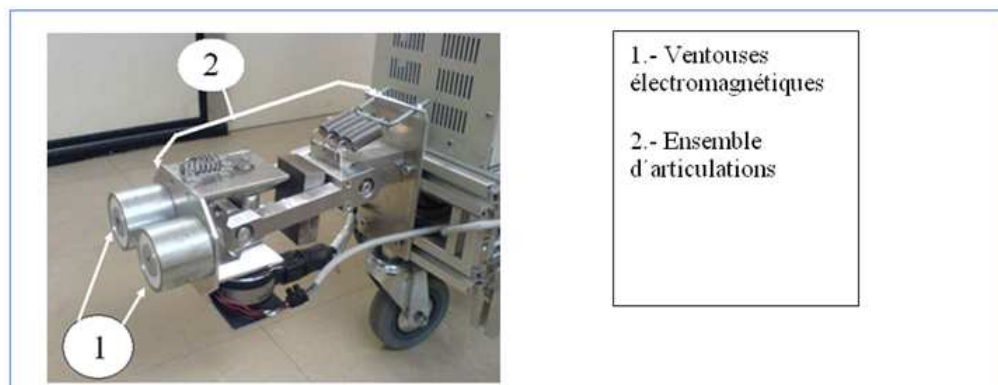 2
1
1.- Ventouses
électromagnétiques
2.- Ensemble
d´articulations